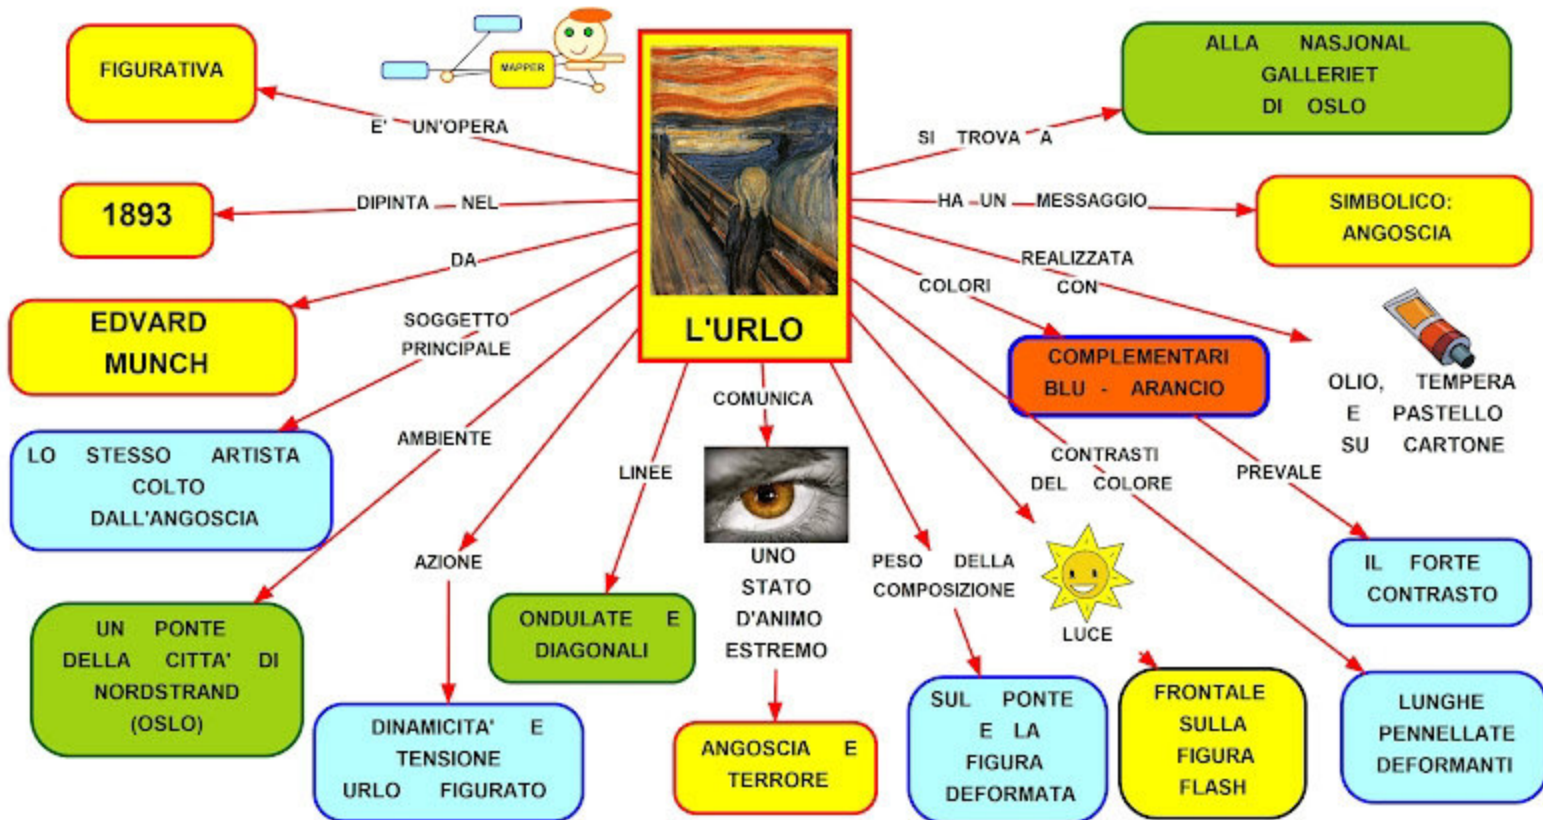 FIGURATIVA
E' UN'OPERA
MAPPER
ALLA NASJONAL
GALLERIET
DI OSLO
SI TROVA A
1893
DIPINTA NEL
HA UN MESSAGGIO
SIMBOLICO:
ANGOSCIA
DA
EDVARD
MUNCH
REALIZZATA
CON
OLIO, TEMPERA
E PASTELLO
SU CARTONE
L'URLO
COLORI
COMPLEMENTARI
BLU - ARANCIO
PREVALE
IL FORTE
CONTRASTO
SOGGETTO
PRINCIPALE
LO STESSO ARTISTA
COLTO
DALL'ANGOSCIA
AMBIENTE
UN PONTE
DELLA CITTA' DI
NORDSTRAND
(OSLO)
AZIONE
DINAMICITA' E
TENSIONE
URLO FIGURATO
LINEE
ONDULATE E
DIAGONALI
COMUNICA
UNO
STATO
D'ANIMO
ESTREMO
ANGOSCIA E
TERRORE
PESO DELLA
COMPOSIZIONE
SUL PONTE
E LA
FIGURA
DEFORMATA
LUCE
FRONTALE
SULLA
FIGURA
FLASH
CONTRASTI
DEL COLORE
LUNGHE
PENNELLATE
DEFORMANTI